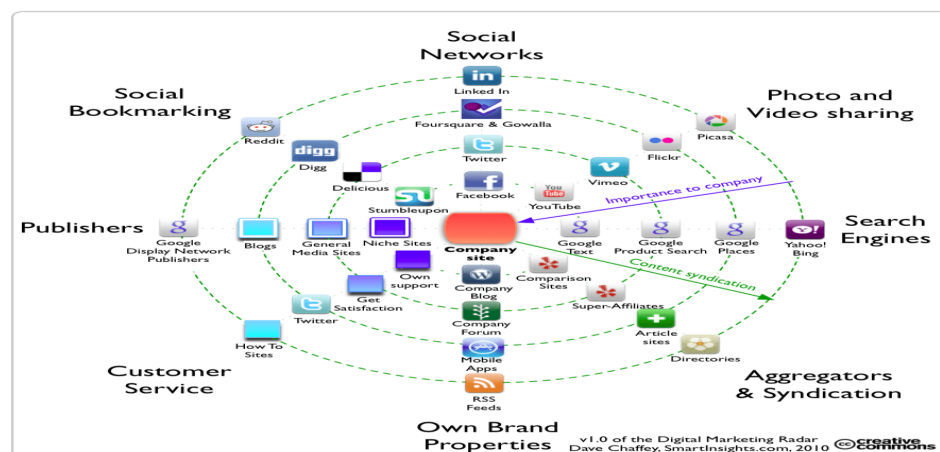 Social
Networks
in
Linked In
Social
Bookmarking
Photo and
Video sharing
Reddit
Foursquare & Gowalla
Picasa
digg
Digg
Twitter
Flickr
Delicious
Vimeo
Stumbleupon
Facebook
You
Tube
YouTube
Importance to company
Publishers
Google
Display Network
Publishers
Blogs
General
Media Sites
Niche Sites
Company
site
Google
Text
Google
Product Search
Google
Places
Y!
Yahoo!
Bing
Search
Engines
Own
support
Company
Blog
Comparison
Sites
Content syndication
Get
Satisfaction
Super-Affiliates
Twitter
Company
Forum
Article
sites
How To
Sites
Mobile
Apps
Directories
Customer
Service
RSS
Feeds
Aggregators
& Syndication
Own Brand
Properties
v1.0 of the Digital Marketing Radar
Dave Chaffey, SmartInsights.com, 2010
cc creative
commons